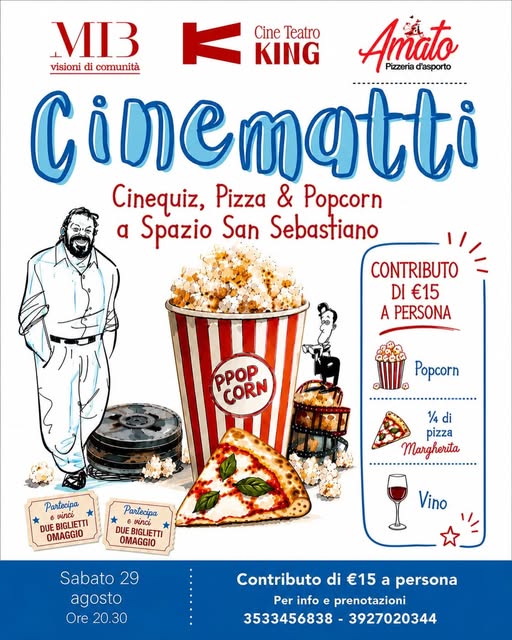 MTB
visioni di comunità
Cine Teatro
KING
Amato
Pizzeria d'asporto
Cinematti
Cinequiz, Pizza & Popcorn
a Spazio San Sebastiano
CONTRIBUTO
DI €15
A PERSONA
Popcorn
¼ di
pizza
Margherita
Vino
PPOP
CORN
Partecipa
e vinci
DUE BIGLIETTI
OMAGGIO
Partecipa
e vinci
DUE BIGLIETTI
OMAGGIO
Sabato 29
agosto
Ore 20.30
Contributo di €15 a persona
Per info e prenotazioni
3533456838 - 3927020344